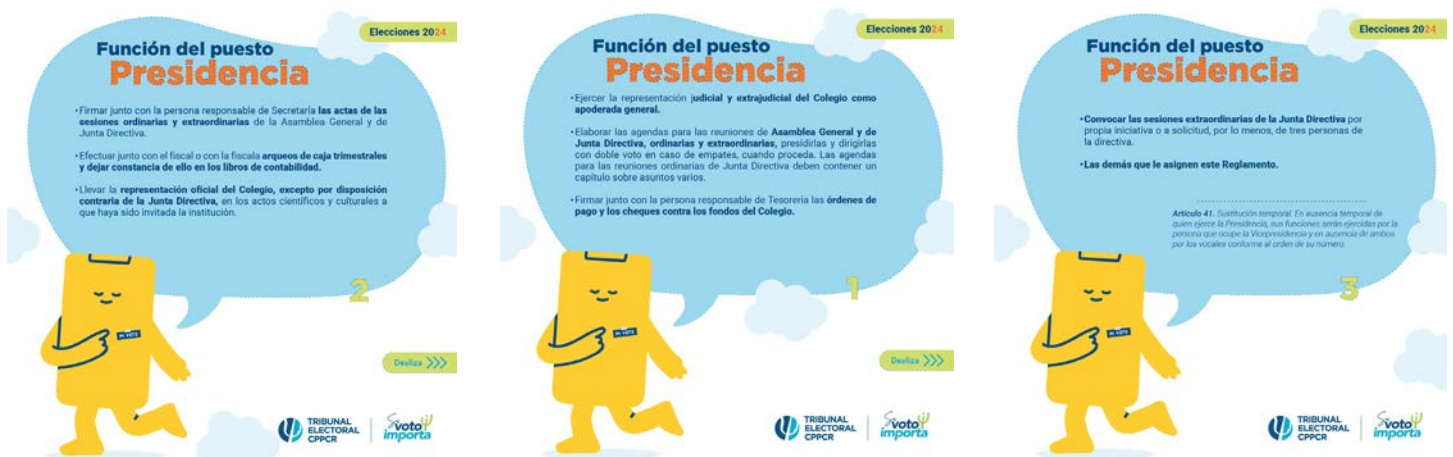 Elecciones 2024
Función del puesto
Presidencia
•Firmar junto con la persona responsable de Secretaría las actas de las
sesiones ordinarias y extraordinarias de la Asamblea General y de
Junta Directiva.
•Efectuar junto con el fiscal o con la fiscala arqueos de caja trimestrales
y dejar constancia de ello en los libros de contabilidad.
•Llevar la representación oficial del Colegio, excepto por disposición
contraria de la Junta Directiva, en los actos científicos y culturales a
que haya sido invitada la institución.
2
MI VOTO
Desliza >>>
TRIBUNAL
ELECTORAL
CPPCR
Su
voto
importa
Elecciones 2024
Función del puesto
Presidencia
•Ejercer la representación judicial y extrajudicial del Colegio como
apoderada general.
•Elaborar las agendas para las reuniones de Asamblea General y de
Junta Directiva, ordinarias y extraordinarias, presidirlas y dirigirlas
con doble voto en caso de empates, cuando proceda. Las agendas
para las reuniones ordinarias de Junta Directiva deben contener un
capítulo sobre asuntos varios.
•Firmar junto con la persona responsable de Tesorería las órdenes de
pago y los cheques contra los fondos del Colegio.
1
MI VOTO
Desliza >>>
TRIBUNAL
ELECTORAL
CPPCR
Su
voto
importa
Elecciones 2024
Función del puesto
Presidencia
•Convocar las sesiones extraordinarias de la Junta Directiva por
propia iniciativa o a solicitud, por lo menos, de tres personas de
la directiva.
•Las demás que le asignen este Reglamento.
Artículo 41. Sustitución temporal. En ausencia temporal de
quien ejerce la Presidencia, sus funciones serán ejercidas por la
persona que ocupe la Vicepresidencia y en ausencia de ambos,
por los vocales conforme al orden de su número.
3
MI VOTO
TRIBUNAL
ELECTORAL
CPPCR
Su
voto
importa